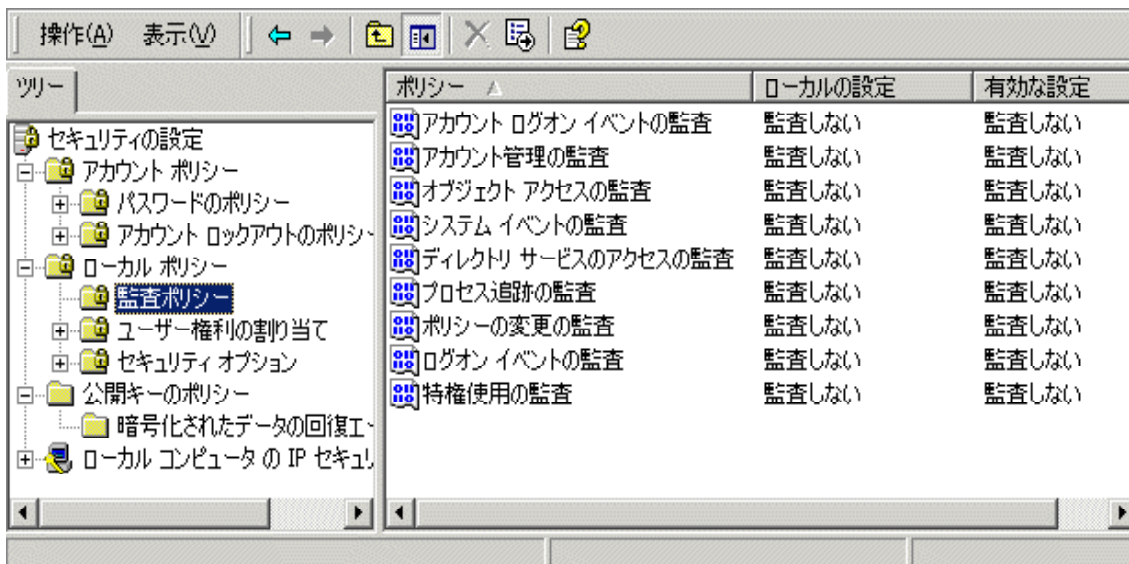 操作(A) 表示(V)
ツリー
セキュリティの設定
アカウント ポリシー
パスワードのポリシー
アカウント ロックアウトのポリシ
ローカル ポリシー
監査ポリシー
ユーザー権利の割り当て
セキュリティ オプション
公開キーのポリシー
暗号化されたデータの回復エ
ローカル コンピュータ の IP セキュリ
ポリシー ローカルの設定 有効な設定
アカウント ログオン イベントの監査 監査しない 監査しない
アカウント管理の監査 監査しない 監査しない
オブジェクト アクセスの監査 監査しない 監査しない
システム イベントの監査 監査しない 監査しない
ディレクトリ サービスのアクセスの監査 監査しない 監査しない
プロセス追跡の監査 監査しない 監査しない
ポリシーの変更の監査 監査しない 監査しない
ログオン イベントの監査 監査しない 監査しない
特権使用の監査 監査しない 監査しない